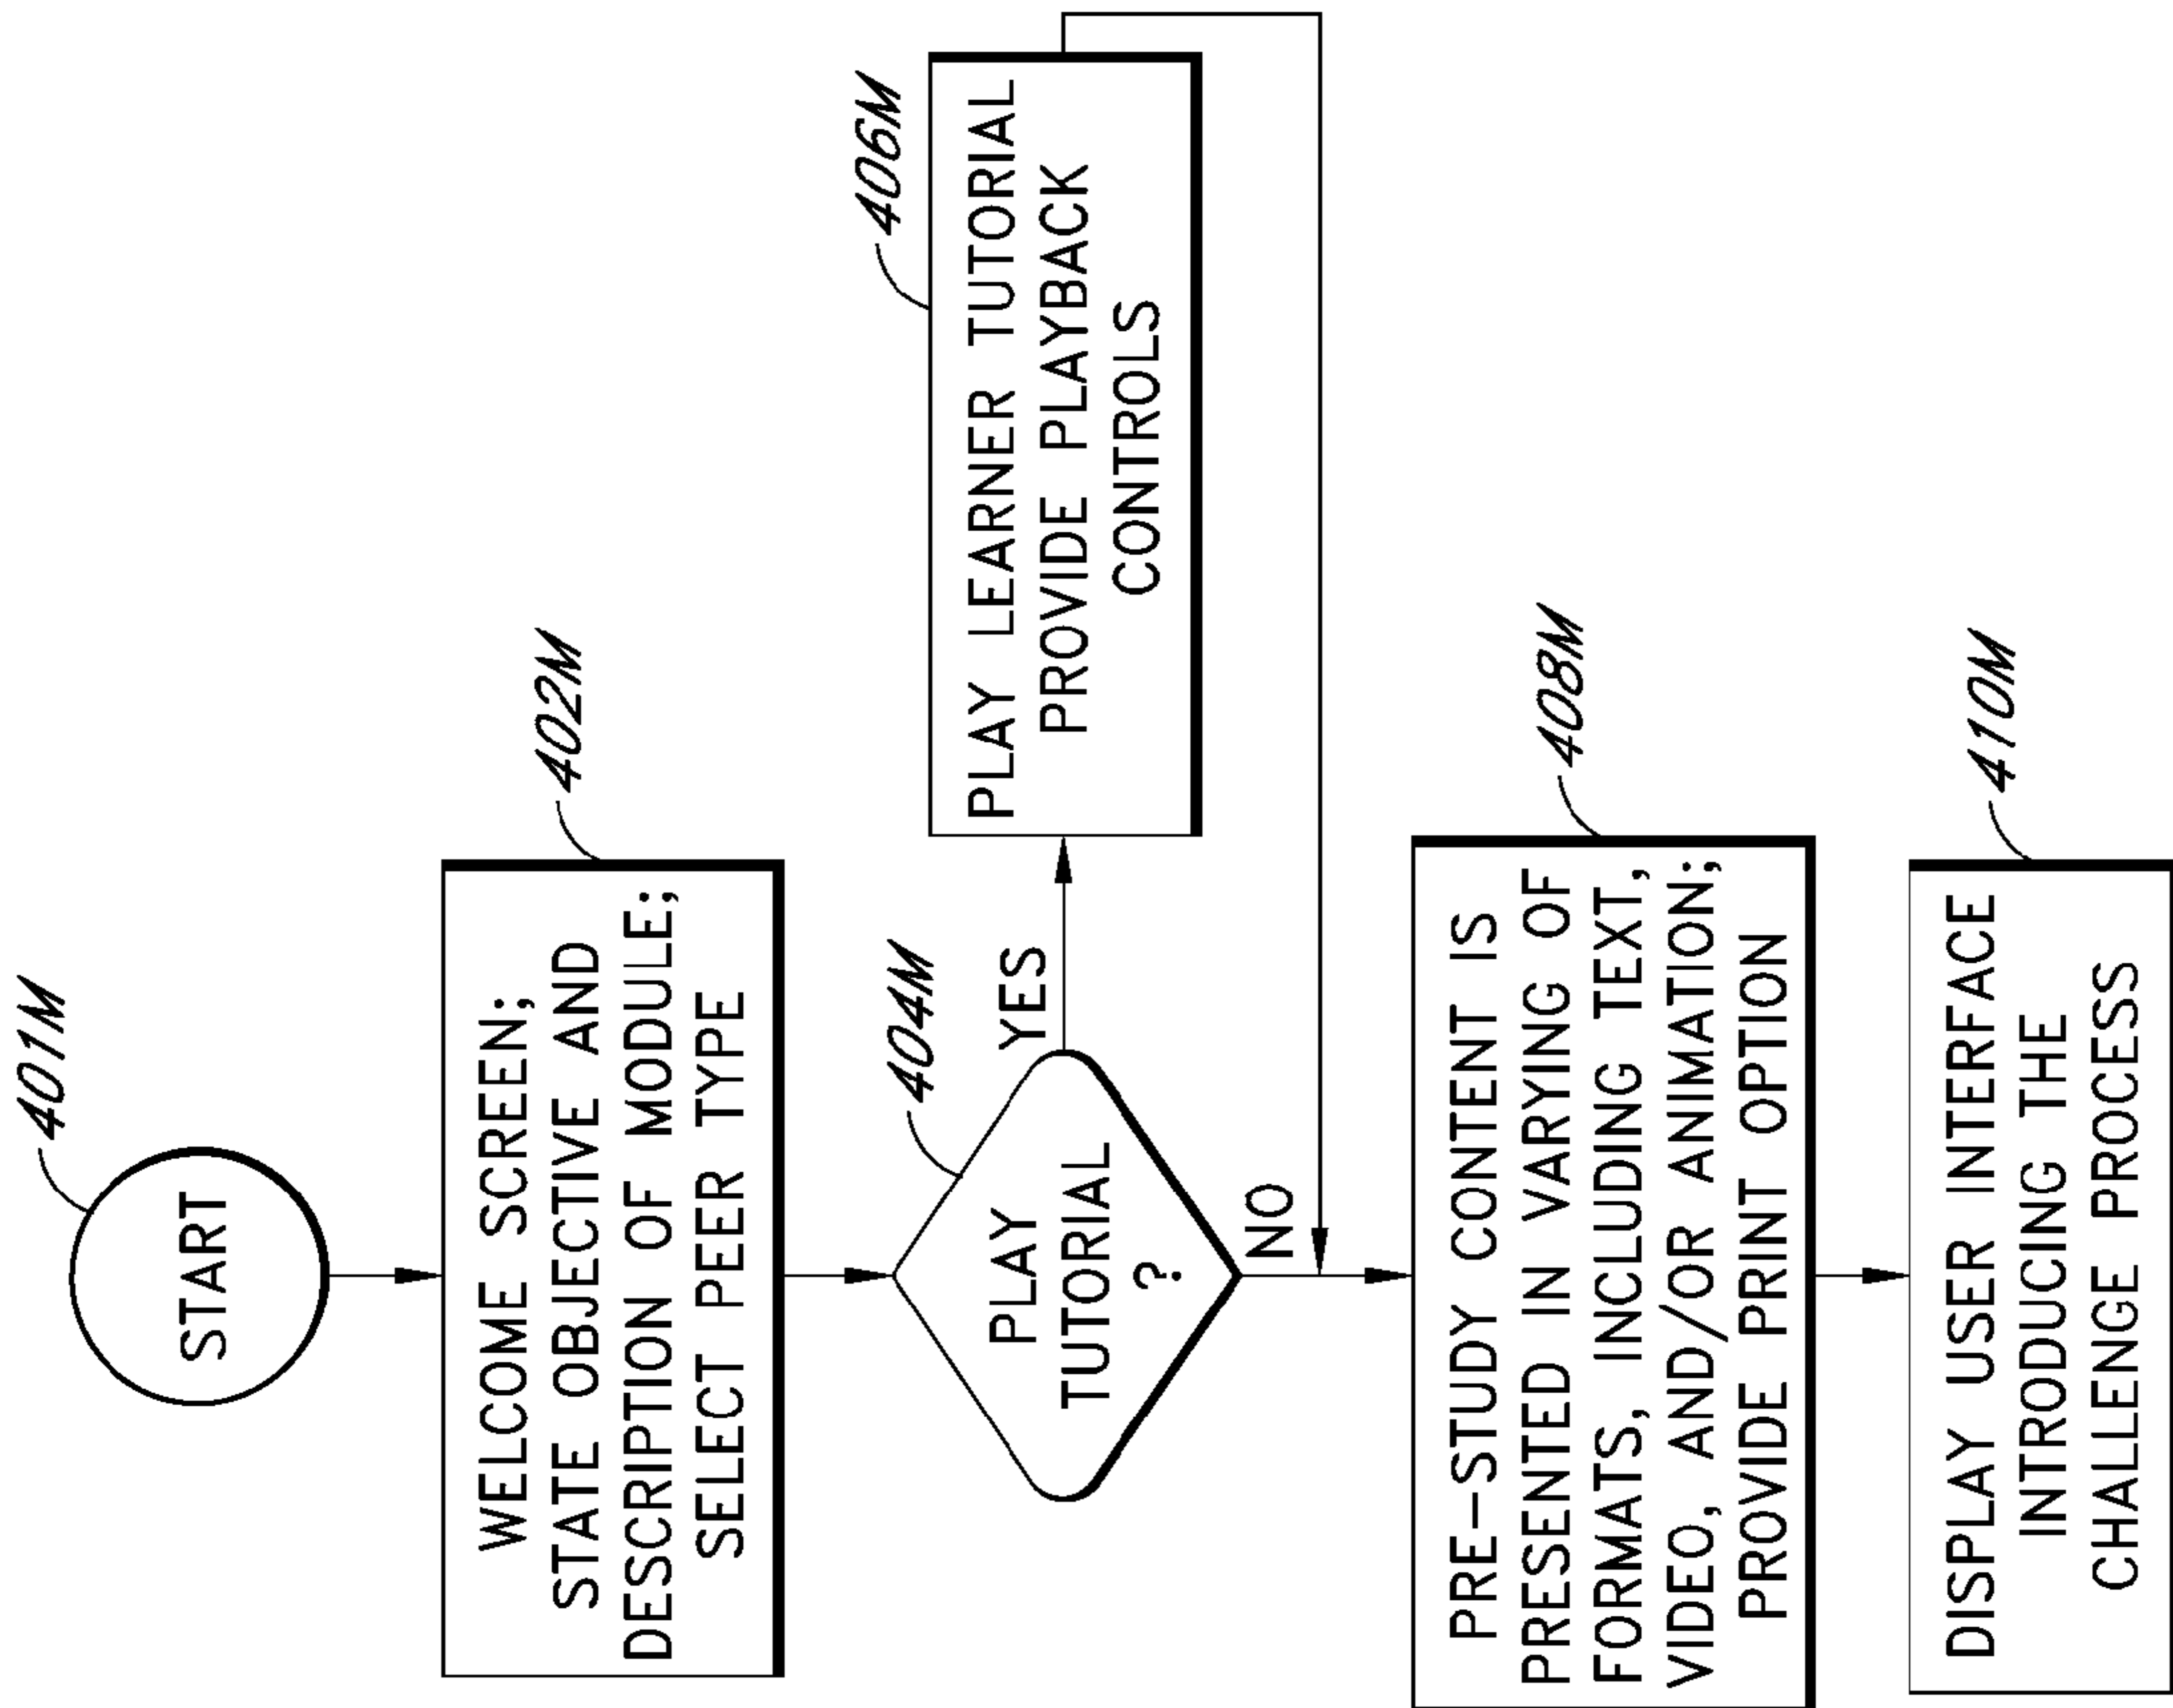 401M
START
402M
WELCOME SCREEN;
STATE OBJECTIVE AND
DESCRIPTION OF MODULE;
SELECT PEER TYPE
404M
PLAY
TUTORIAL
?
YES
NO
406M
PLAY LEARNER TUTORIAL
PROVIDE PLAYBACK
CONTROLS
408M
PRE-STUDY CONTENT IS
PRESENTED IN VARYING OF
FORMATS, INCLUDING TEXT,
VIDEO, AND/OR ANIMATION;
PROVIDE PRINT OPTION
410M
DISPLAY USER INTERFACE
INTRODUCING THE
CHALLENGE PROCESS